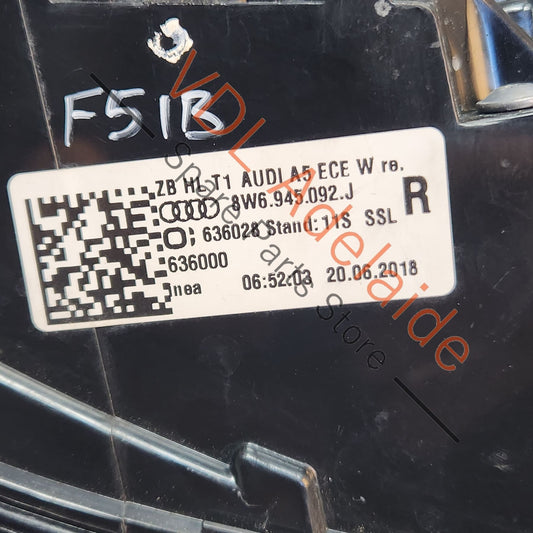 F51B
ZB HL T1 AUDI A5 ECE W re.
8W6.945.092.J
R
636028 Stand: 11S SSL
636000
06:52:03 20.06.2018
nea
VDL Adelaide
Spare Parts Store